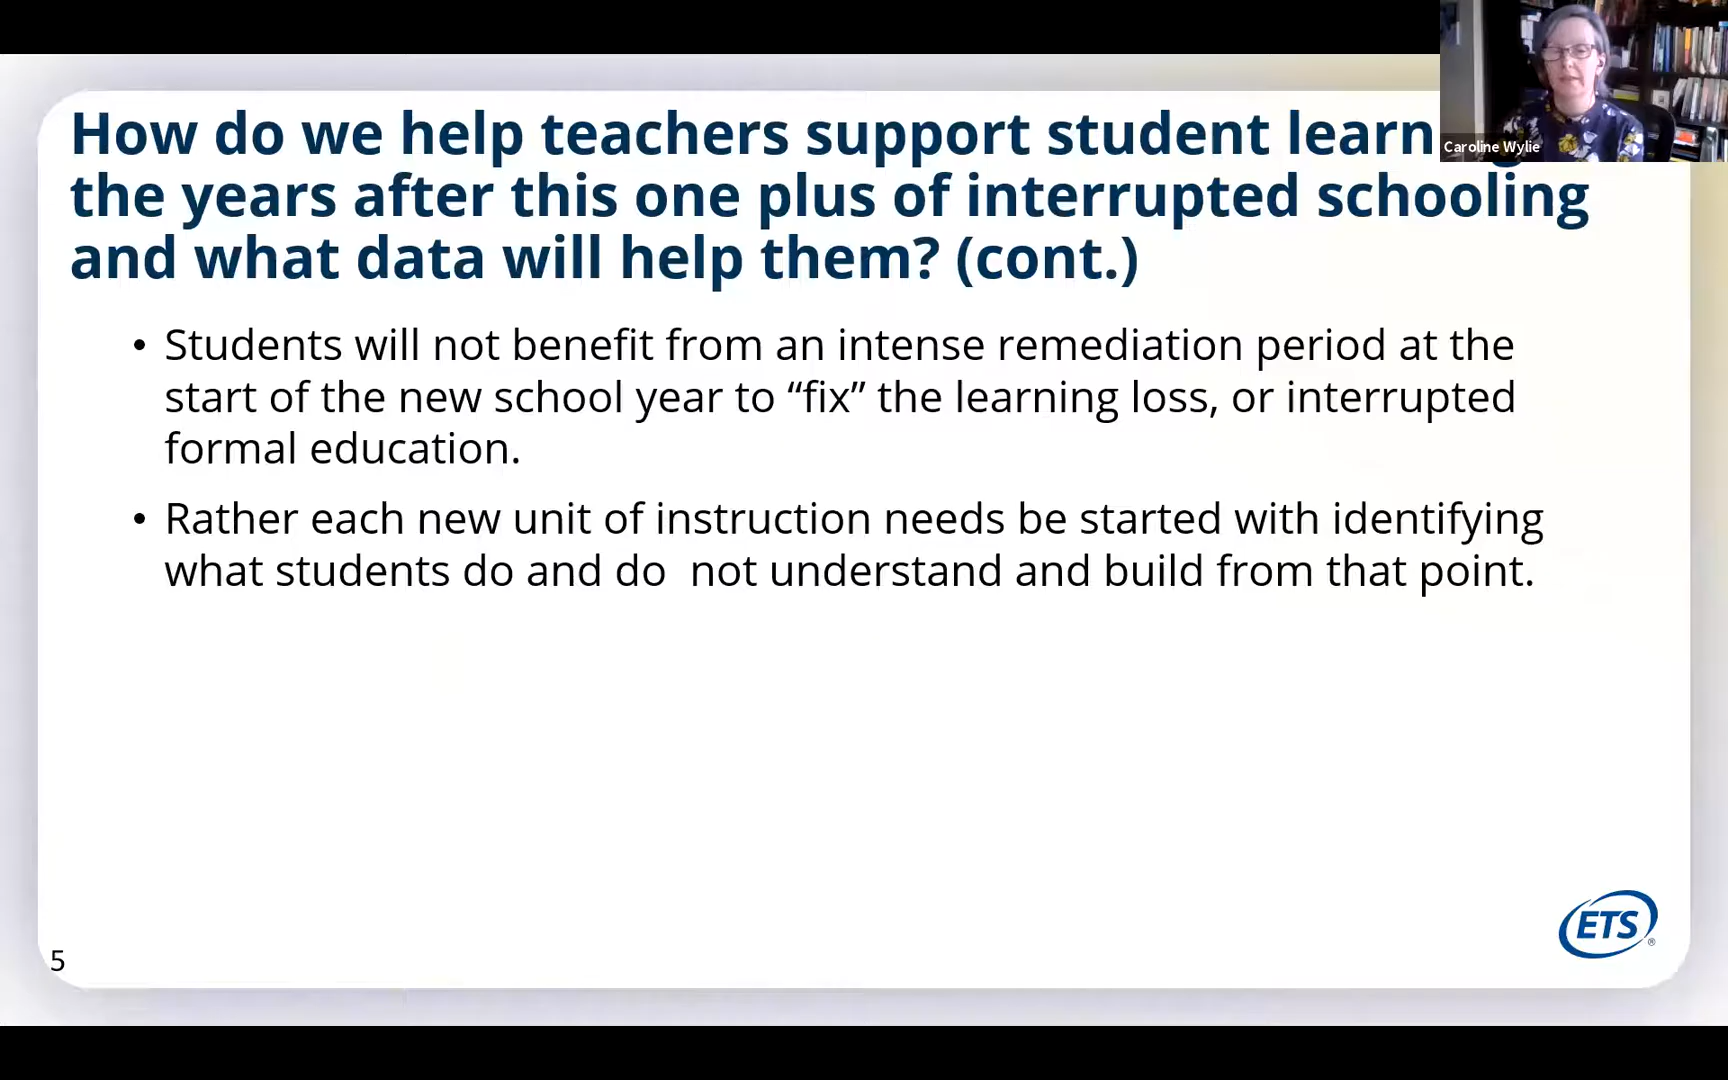 How do we help teachers support student learn
the years after this one plus of interrupted schooling
and what data will help them? (cont.)
Caroline Wylie
• Students will not benefit from an intense remediation period at the
start of the new school year to “fix” the learning loss, or interrupted
formal education.
• Rather each new unit of instruction needs be started with identifying
what students do and do  not understand and build from that point.
ETS®
5